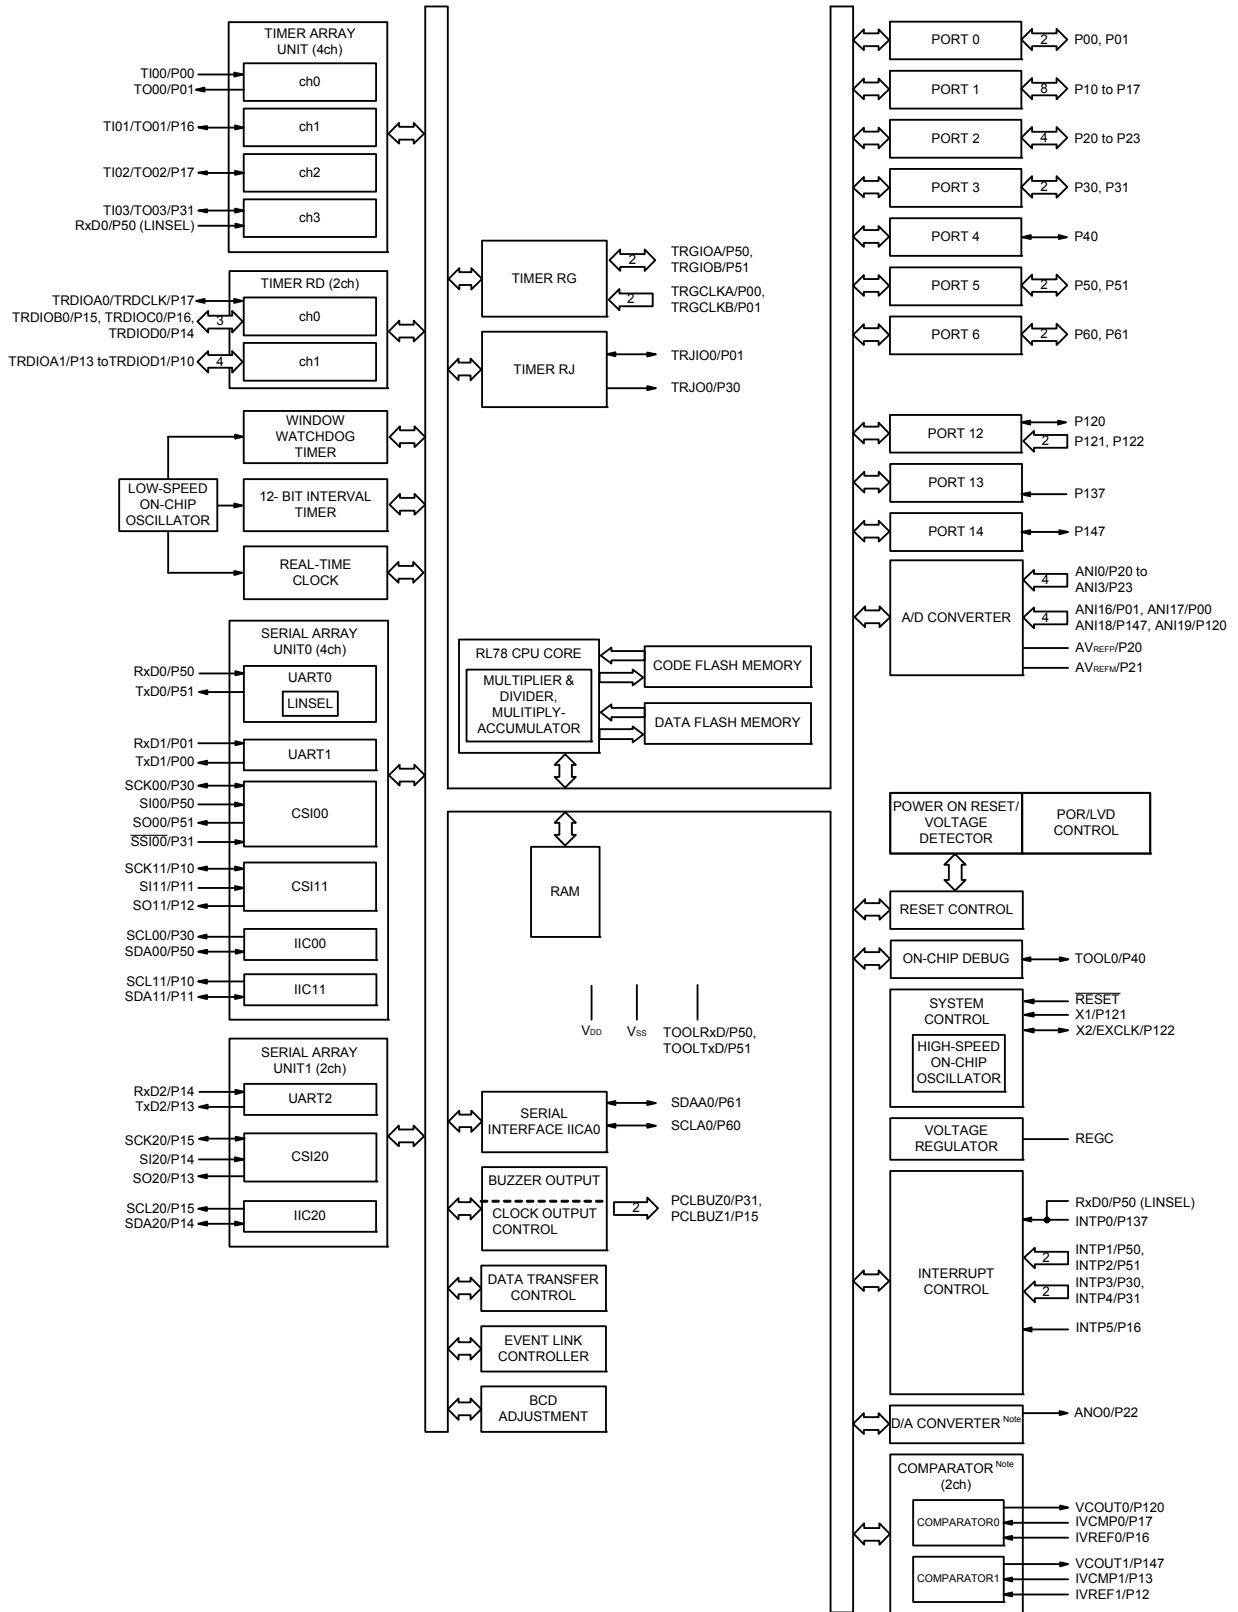 TIMER ARRAY
UNIT (4ch)
TI00/P00
TO00/P01
ch0
TI01/TO01/P16
ch1
TI02/TO02/P17
ch2
TI03/TO03/P31
RxD0/P50 (LINSEL)
ch3
TIMER RD (2ch)
TRDIOA0/TRDCLK/P17
TRDIOB0/P15, TRDIOC0/P16,
TRDIOD0/P14
3
ch0
TRDIOA1/P13 toTRDIOD1/P10
4
ch1
WINDOW
WATCHDOG
TIMER
LOW-SPEED
ON-CHIP
OSCILLATOR
12- BIT INTERVAL
TIMER
REAL-TIME
CLOCK
SERIAL ARRAY
UNIT0 (4ch)
RxD0/P50
TxD0/P51
UART0
LINSEL
RxD1/P01
TxD1/P00
UART1
SCK00/P30
SI00/P50
SO00/P51
SSI00/P31
CSI00
SCK11/P10
SI11/P11
SO11/P12
CSI11
SCL00/P30
SDA00/P50
IIC00
SCL11/P10
SDA11/P11
IIC11
SERIAL ARRAY
UNIT1 (2ch)
RxD2/P14
TxD2/P13
UART2
SCK20/P15
SI20/P14
SO20/P13
CSI20
SCL20/P15
SDA20/P14
IIC20
TIMER RG
2
TRGIOA/P50,
TRGIOB/P51
2
TRGCLKA/P00,
TRGCLKB/P01
TIMER RJ
TRJIO0/P01
TRJO0/P30
RL78 CPU CORE
MULTIPLIER &
DIVIDER,
MULITIPLY-
ACCUMULATOR
CODE FLASH MEMORY
DATA FLASH MEMORY
RAM
VDD
VSS
TOOLRxD/P50,
TOOLTxD/P51
SERIAL
INTERFACE IICA0
SDAA0/P61
SCLA0/P60
BUZZER OUTPUT
CLOCK OUTPUT
CONTROL
2
PCLBUZ0/P31,
PCLBUZ1/P15
DATA TRANSFER
CONTROL
EVENT LINK
CONTROLLER
BCD
ADJUSTMENT
PORT 0
2
P00, P01
PORT 1
8
P10 to P17
PORT 2
4
P20 to P23
PORT 3
2
P30, P31
PORT 4
P40
PORT 5
2
P50, P51
PORT 6
2
P60, P61
PORT 12
P120
2
P121, P122
PORT 13
P137
PORT 14
P147
A/D CONVERTER
4
ANI0/P20 to
ANI3/P23
4
ANI16/P01, ANI17/P00
ANI18/P147, ANI19/P120
AVREFP/P20
AVREFM/P21
POWER ON RESET/
VOLTAGE
DETECTOR
POR/LVD
CONTROL
RESET CONTROL
ON-CHIP DEBUG
TOOL0/P40
SYSTEM
CONTROL
HIGH-SPEED
ON-CHIP
OSCILLATOR
RESET
X1/P121
X2/EXCLK/P122
VOLTAGE
REGULATOR
REGC
INTERRUPT
CONTROL
RxD0/P50 (LINSEL)
INTP0/P137
2
INTP1/P50,
INTP2/P51
2
INTP3/P30,
INTP4/P31
INTP5/P16
D/A CONVERTER Note
ANO0/P22
COMPARATOR Note
(2ch)
COMPARATOR0
VCOUT0/P120
IVCMP0/P17
IVREF0/P16
COMPARATOR1
VCOUT1/P147
IVCMP1/P13
IVREF1/P12